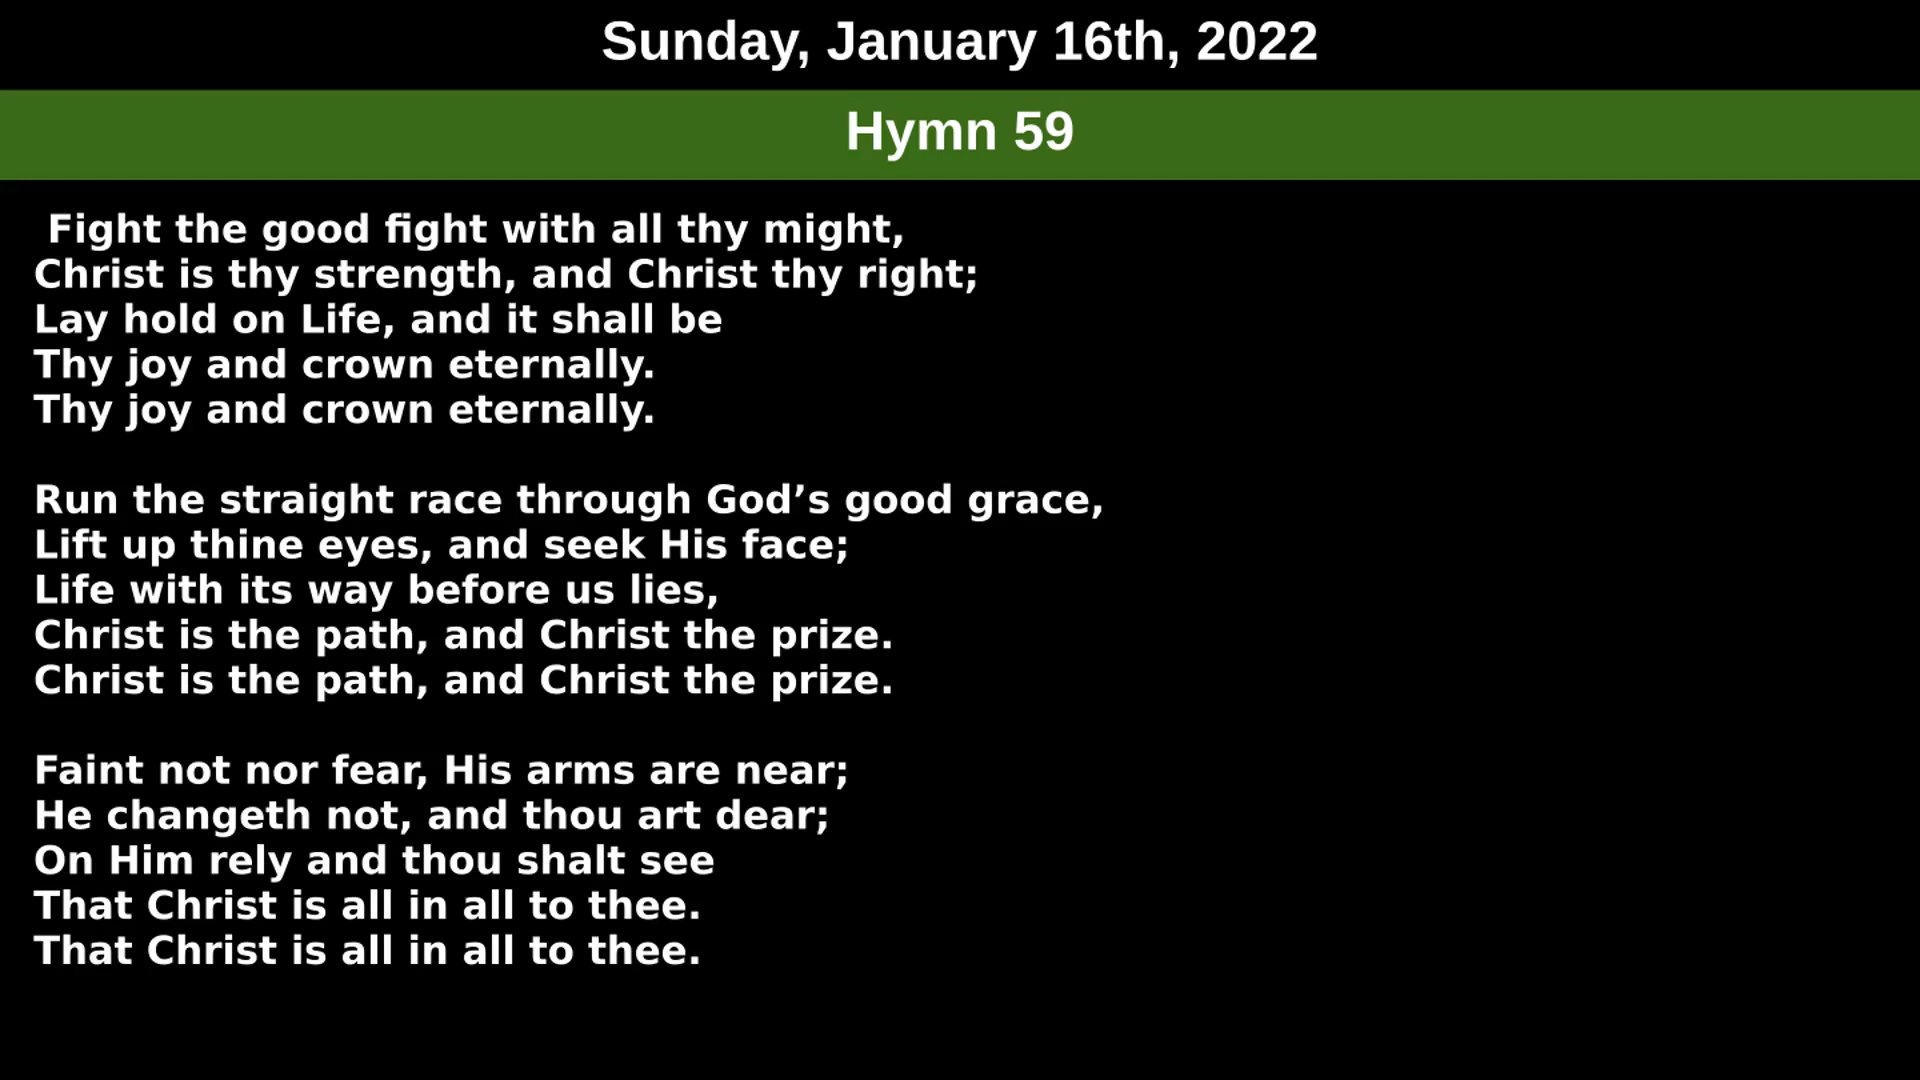 Sunday, January 16th, 2022
Hymn 59
Fight the good fight with all thy might,
Christ is thy strength, and Christ thy right;
Lay hold on Life, and it shall be
Thy joy and crown eternally.
Thy joy and crown eternally.
Run the straight race through God’s good grace,
Lift up thine eyes, and seek His face;
Life with its way before us lies,
Christ is the path, and Christ the prize.
Christ is the path, and Christ the prize.
Faint not nor fear, His arms are near;
He changeth not, and thou art dear;
On Him rely and thou shalt see
That Christ is all in all to thee.
That Christ is all in all to thee.